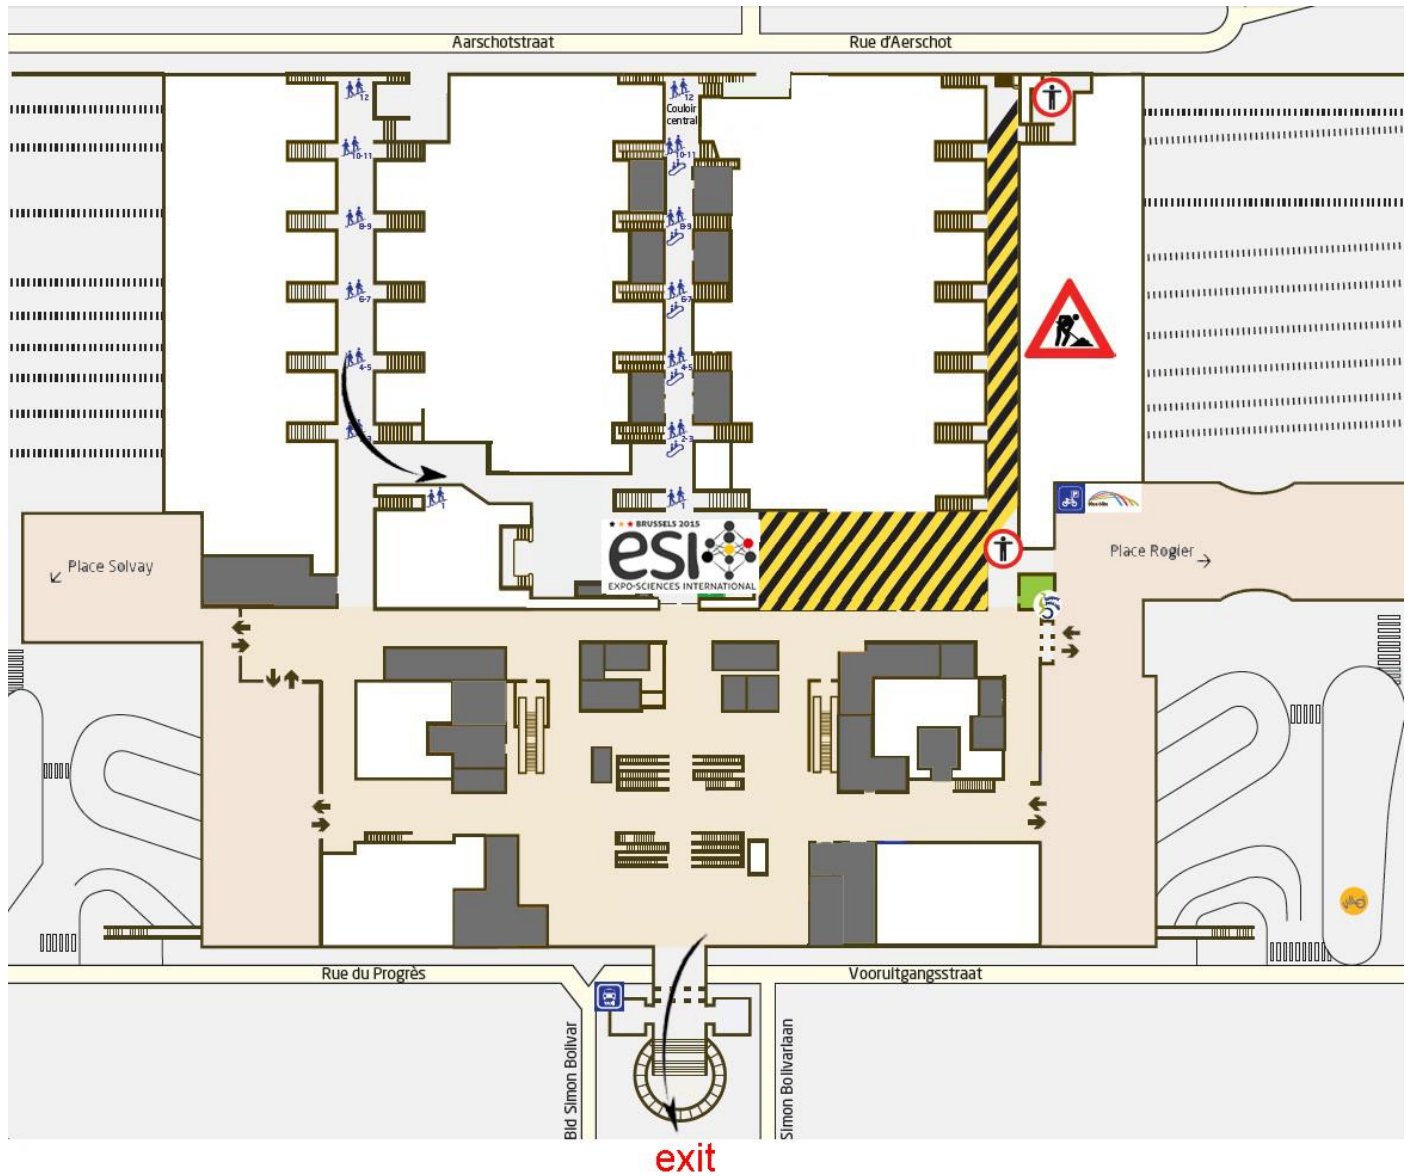 Aarschotstraat
Rue d'Aerschot
12
12
Couloir
central
10-11
10-11
8-9
8-9
6-7
6-7
4-5
4-5
2-3
1
1
BRUSSELS 2015
esi
EXPO-SCIENCES INTERNATIONAL
Place Solvay
Place Rogier
Rue du Progrès
Vooruitgangsstraat
Bld Simon Bolivar
Simon Bolivarlaan
exit